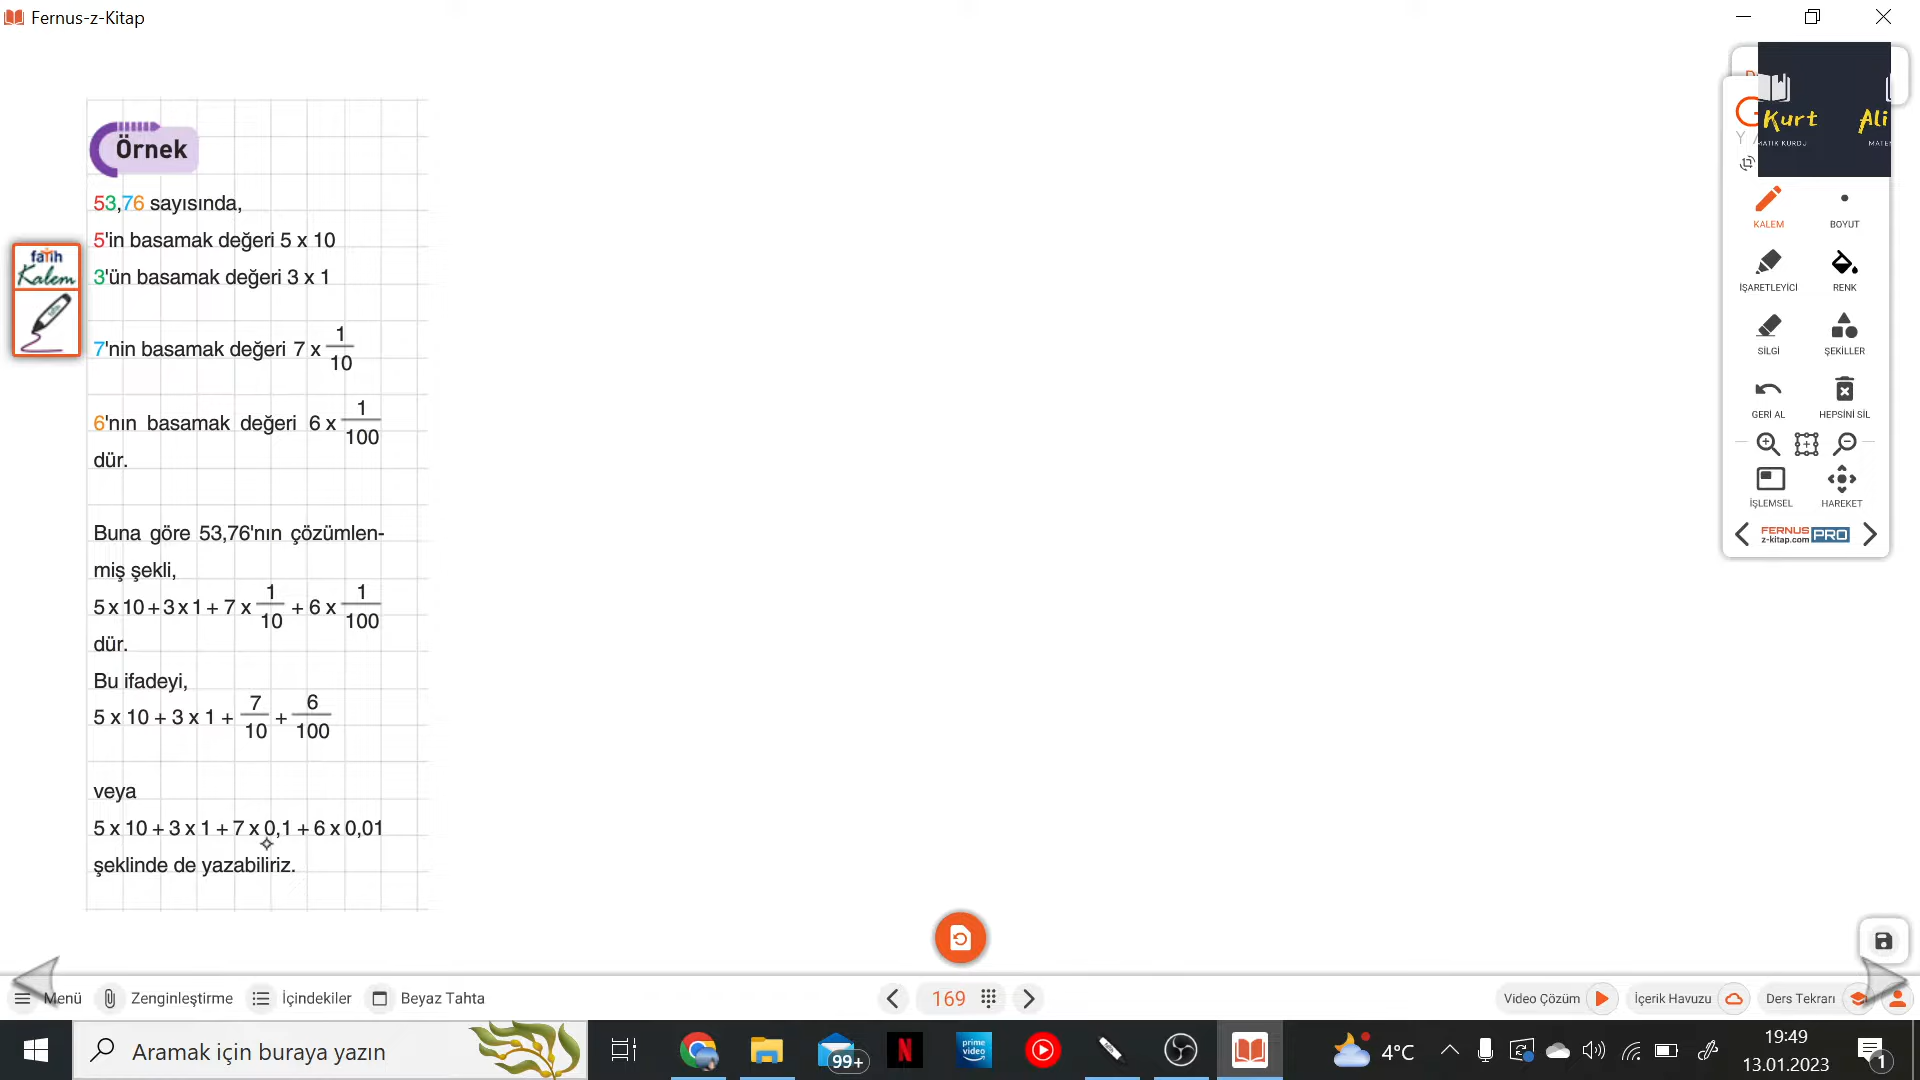 Fernus-z-Kitap
Kurt Ali
Örnek
53,76 sayısında,
5'in basamak değeri 5 x 10
3'ün basamak değeri 3 x 1
7'nin basamak değeri 7 x 1/10
6'nın basamak değeri 6 x 1/100
dür.
Buna göre 53,76'nın çözümlen-
miş şekli,
5 x 10 + 3 x 1 + 7 x 1/10 + 6 x 1/100
dür.
Bu ifadeyi,
5 x 10 + 3 x 1 + 7/10 + 6/100
veya
5 x 10 + 3 x 1 + 7 x 0,1 + 6 x 0,01
şeklinde de yazabiliriz.
fatih
Kalem
KALEM BOYUT
İŞARETLEYİCİ RENK
SİLGİ ŞEKİLLER
GERİ AL HEPSİNİ SİL
İŞLEMSEL HAREKET
FERNUS
z-kitap.com PRO
Menü Zenginleştirme İçindekiler Beyaz Tahta 169 Video Çözüm İçerik Havuzu Ders Tekrarı
Aramak için buraya yazın 99+ N prime video 4°C 19:49
13.01.2023 1